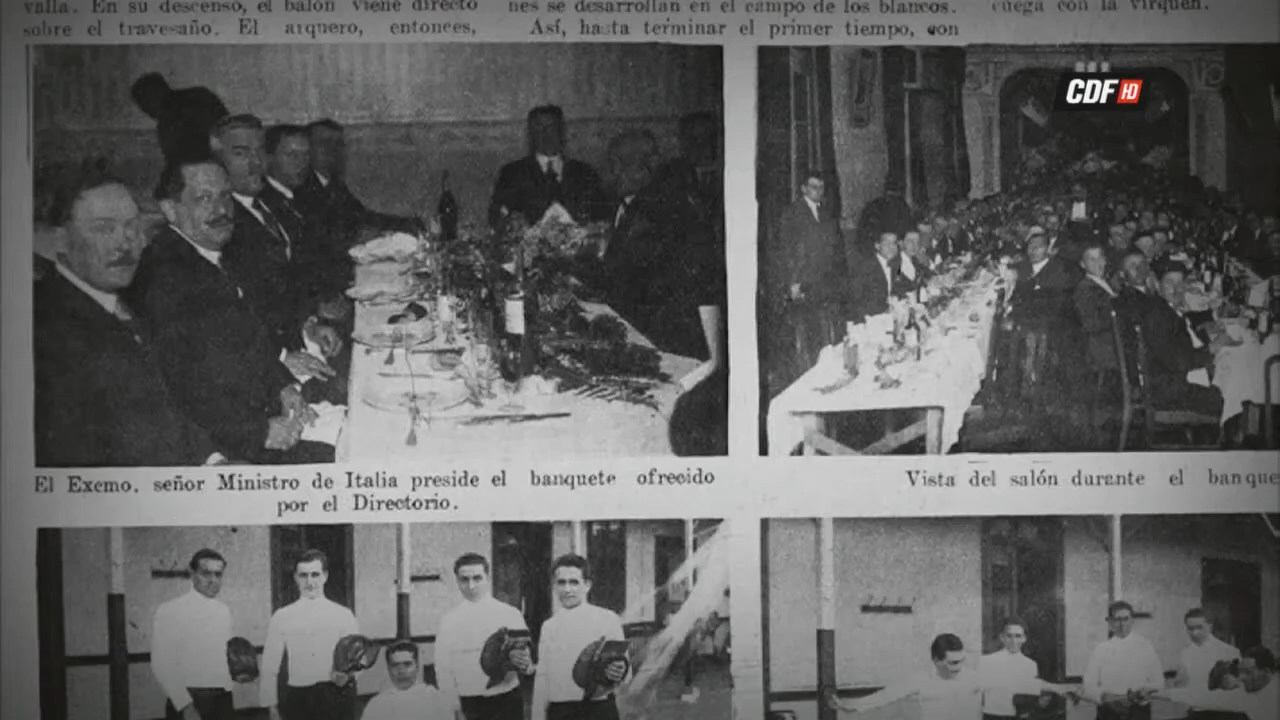 valla. En su descenso, el balón viene directo
sobre el travesaño. El arquero, entonces,
nes se desarrollan en el campo de los blancos.
Así, hasta terminar el primer tiempo, con
con la virgen.
CDF HD
El Excmo. señor Ministro de Italia preside el banquete ofrecido
por el Directorio.
Vista del salón durante el banque